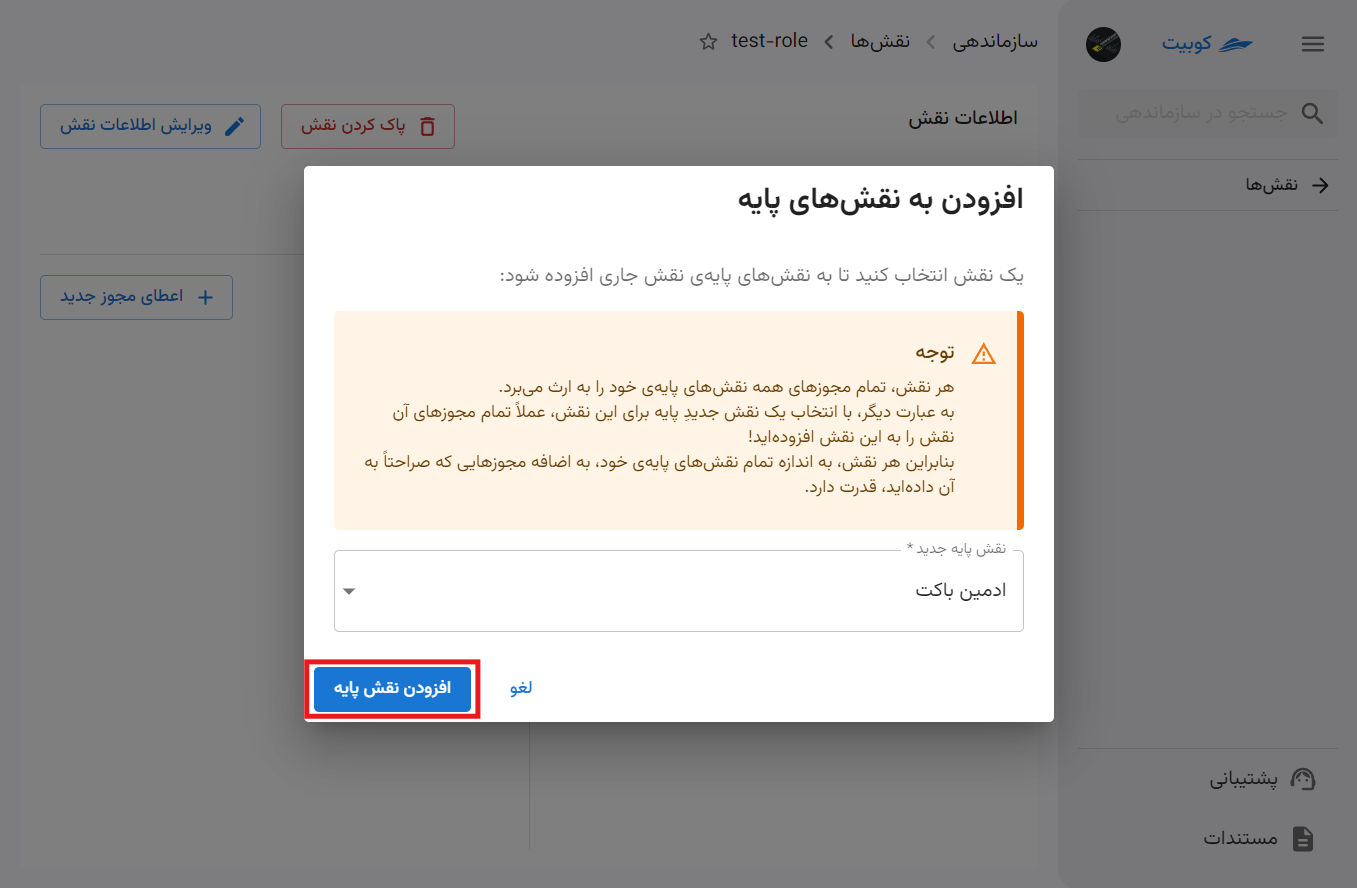 کوبیت
جستجو در سازماندهی
نقش‌ها
پشتیبانی
مستندات
سازماندهی
نقش‌ها
test-role
اطلاعات نقش
پاک کردن نقش
ویرایش اطلاعات نقش
اعطای مجوز جدید
افزودن به نقش‌های پایه
یک نقش انتخاب کنید تا به نقش‌های پایه‌ی نقش جاری افزوده شود:
توجه
هر نقش، تمام مجوزهای همه نقش‌های پایه‌ی خود را به ارث می‌برد.
به عبارت دیگر، با انتخاب یک نقش جدیدِ پایه برای این نقش، عملاً تمام مجوزهای آن
نقش را به این نقش افزوده‌اید!
بنابراین هر نقش، به اندازه تمام نقش‌های پایه‌ی خود، به اضافه مجوزهایی که صراحتاً به
آن داده‌اید، قدرت دارد.
نقش پایه جدید *
ادمین باکت
لغو
افزودن نقش پایه